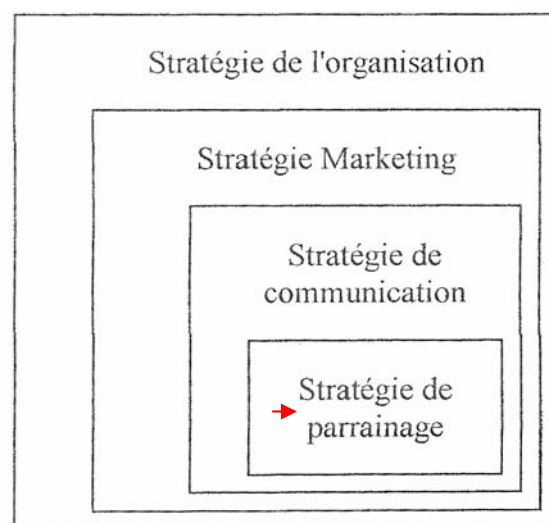 Stratégie de l'organisation
Stratégie Marketing
Stratégie de
communication
Stratégie de
parrainage